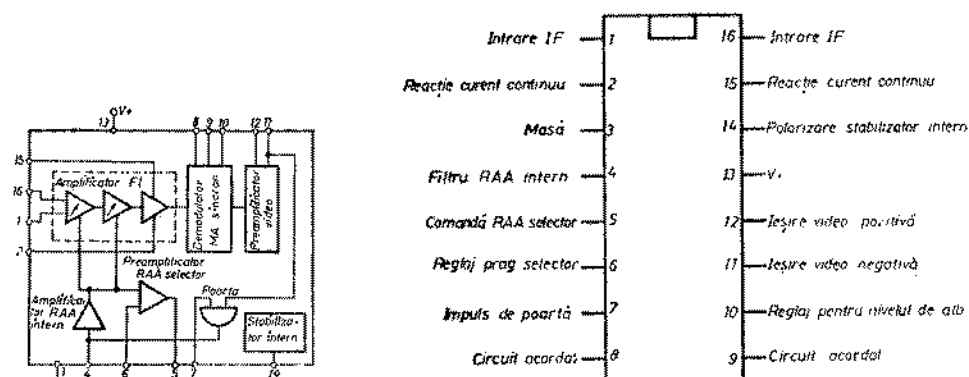 V+
13
8 9 10 12 11
15
16
1
2
Amplificator FI
Demodulator
MA sincron
Preamplificator
video
Preamplificator
RAA selector
Amplifica-
tor RAA
intern
Poarta
Stabiliza-
tor intern
4 6 5 7 14
Intrare IF 1
Reacție curent continuu 2
Masă 3
Filtru RAA intern 4
Comandă RAA selector 5
Reglaj prag selector 6
Impuls de poartă 7
Circuit acordat 8
16 Intrare IF
15 Reacție curent continuu
14 Polarizare stabilizator intern
13 V+
12 Ieșire video pozitivă
11 Ieșire video negativă
10 Reglaj pentru nivelul de alb
9 Circuit acordat